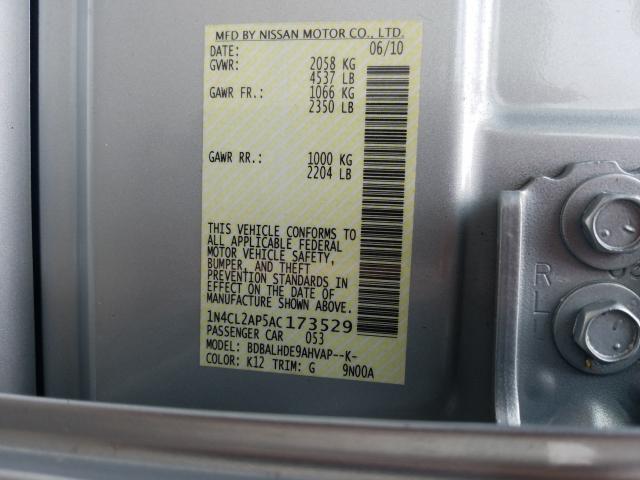 MFD BY NISSAN MOTOR CO., LTD.
DATE: 06/10
GVWR: 2058 KG
4537 LB
GAWR FR.: 1066 KG
2350 LB
GAWR RR.: 1000 KG
2204 LB
THIS VEHICLE CONFORMS TO
ALL APPLICABLE FEDERAL
MOTOR VEHICLE SAFETY,
BUMPER, AND THEFT
PREVENTION STANDARDS IN
EFFECT ON THE DATE OF
MANUFACTURE SHOWN ABOVE.
1N4CL2AP5AC173529
PASSENGER CAR 053
MODEL: BDBALHDE9AHVAP--K-
COLOR: K12 TRIM: G 9N00A